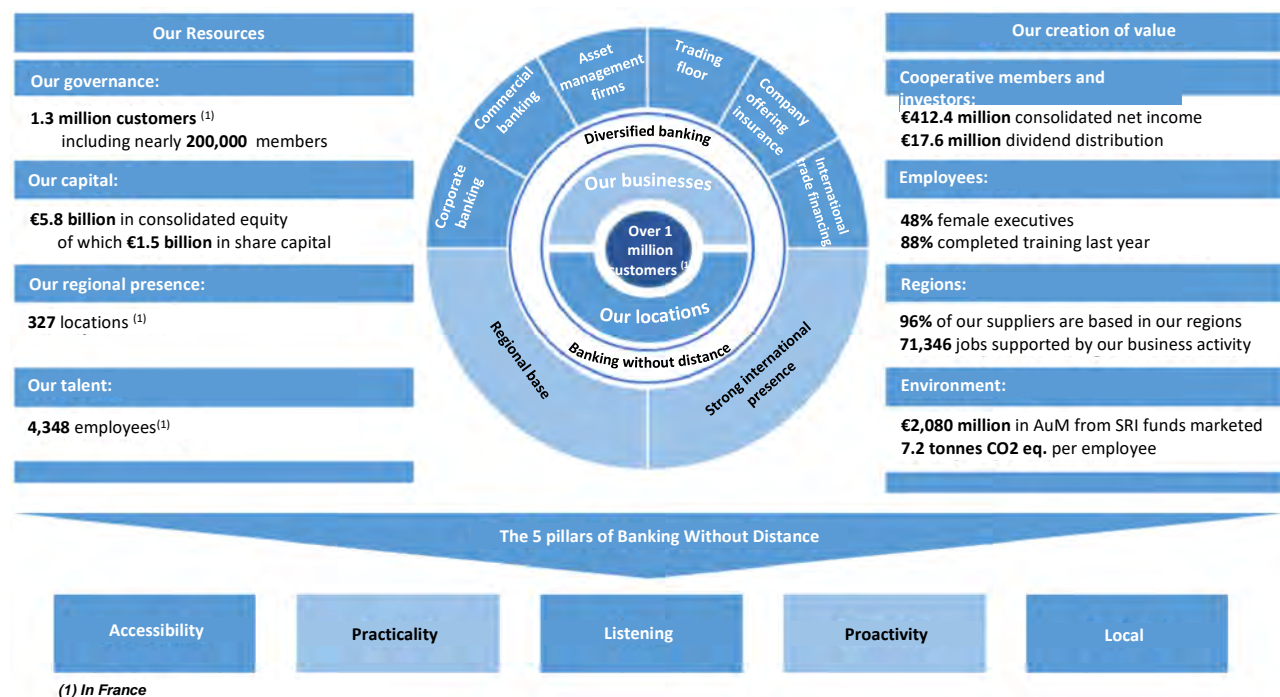 Our Resources
Our governance:
1.3 million customers (1)
including nearly 200,000 members
Our capital:
€5.8 billion in consolidated equity
of which €1.5 billion in share capital
Our regional presence:
327 locations (1)
Our talent:
4,348 employees(1)
Corporate
banking
Commercial
banking
Asset
management
firms
Trading
floor
Company
offering
insurance
International
trade financing
Diversified banking
Our businesses
Over 1
million
customers (1)
Our locations
Banking without distance
Regional base
Strong international
presence
Our creation of value
Cooperative members and
investors:
€412.4 million consolidated net income
€17.6 million dividend distribution
Employees:
48% female executives
88% completed training last year
Regions:
96% of our suppliers are based in our regions
71,346 jobs supported by our business activity
Environment:
€2,080 million in AuM from SRI funds marketed
7.2 tonnes CO2 eq. per employee
The 5 pillars of Banking Without Distance
Accessibility
Practicality
Listening
Proactivity
Local
(1) In France